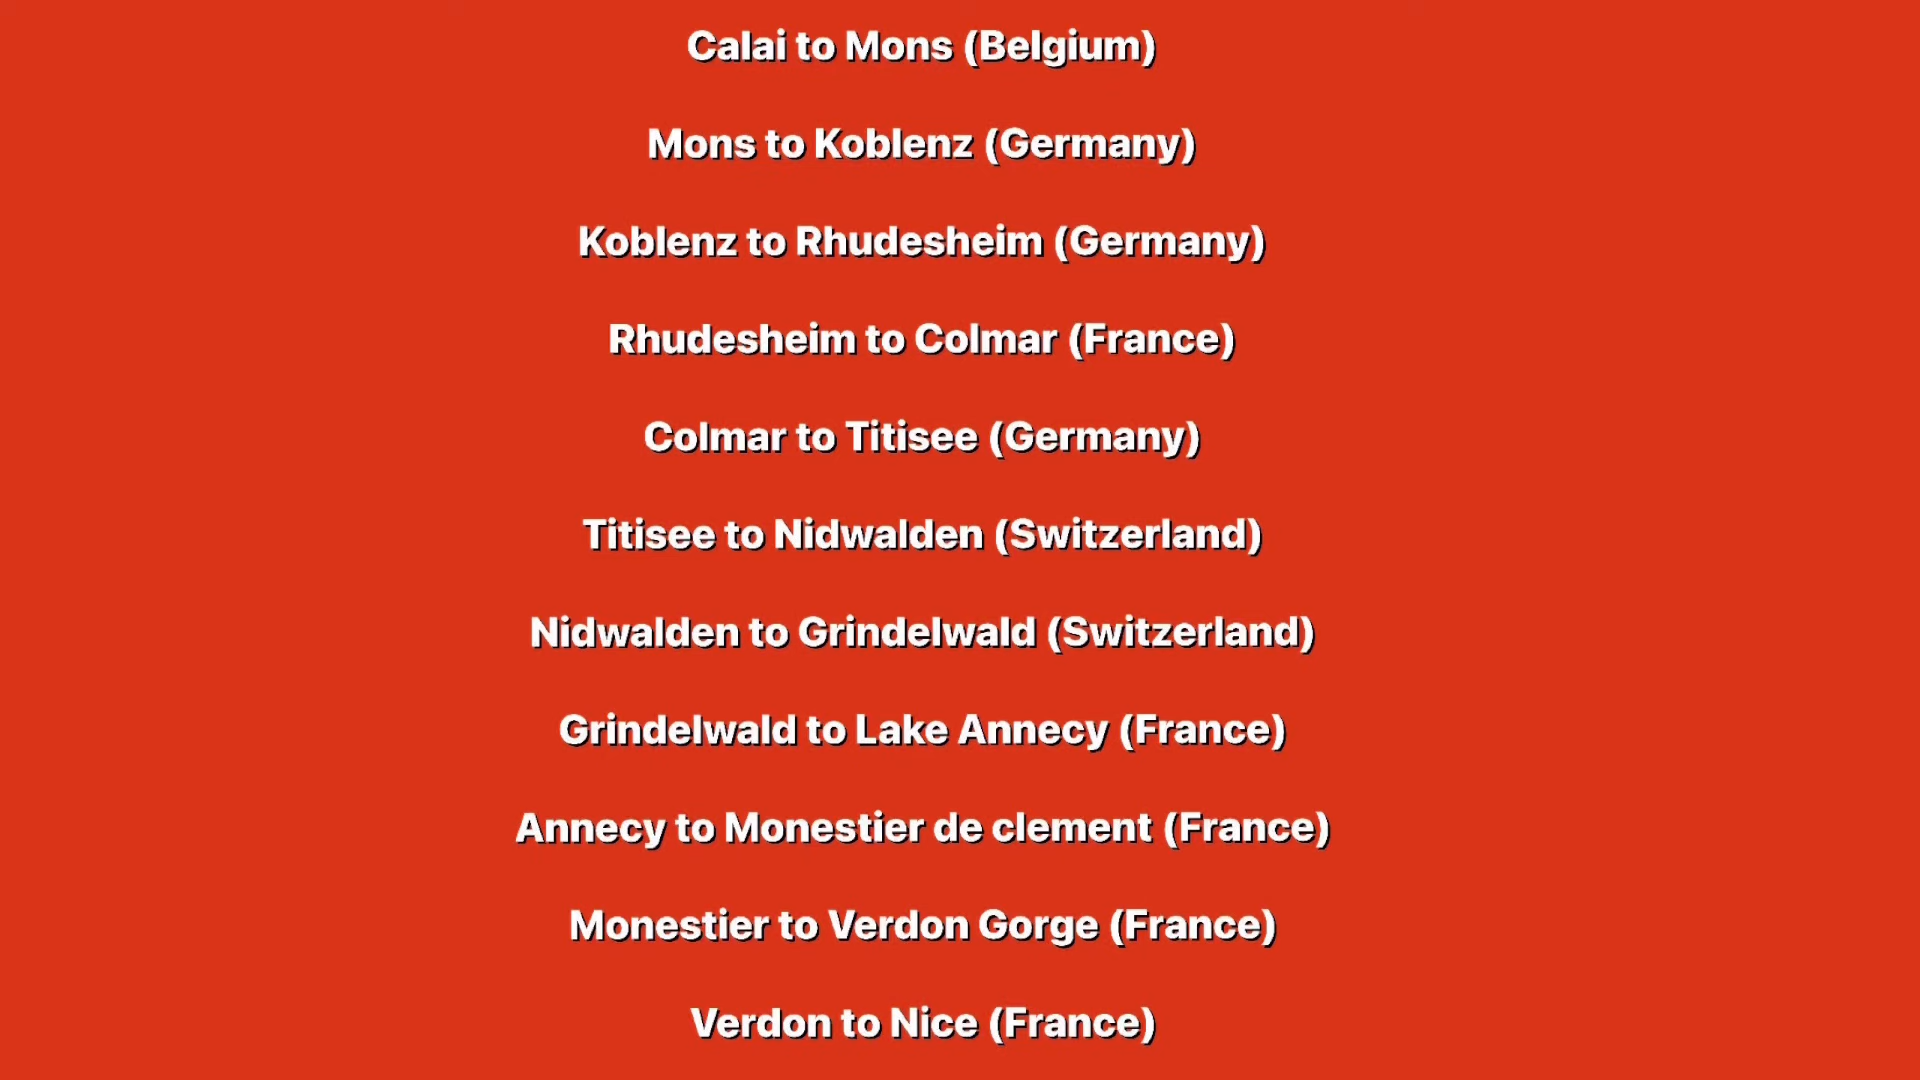 Calai to Mons (Belgium)
Mons to Koblenz (Germany)
Koblenz to Rhudesheim (Germany)
Rhudesheim to Colmar (France)
Colmar to Titisee (Germany)
Titisee to Nidwalden (Switzerland)
Nidwalden to Grindelwald (Switzerland)
Grindelwald to Lake Annecy (France)
Annecy to Monestier de clement (France)
Monestier to Verdon Gorge (France)
Verdon to Nice (France)